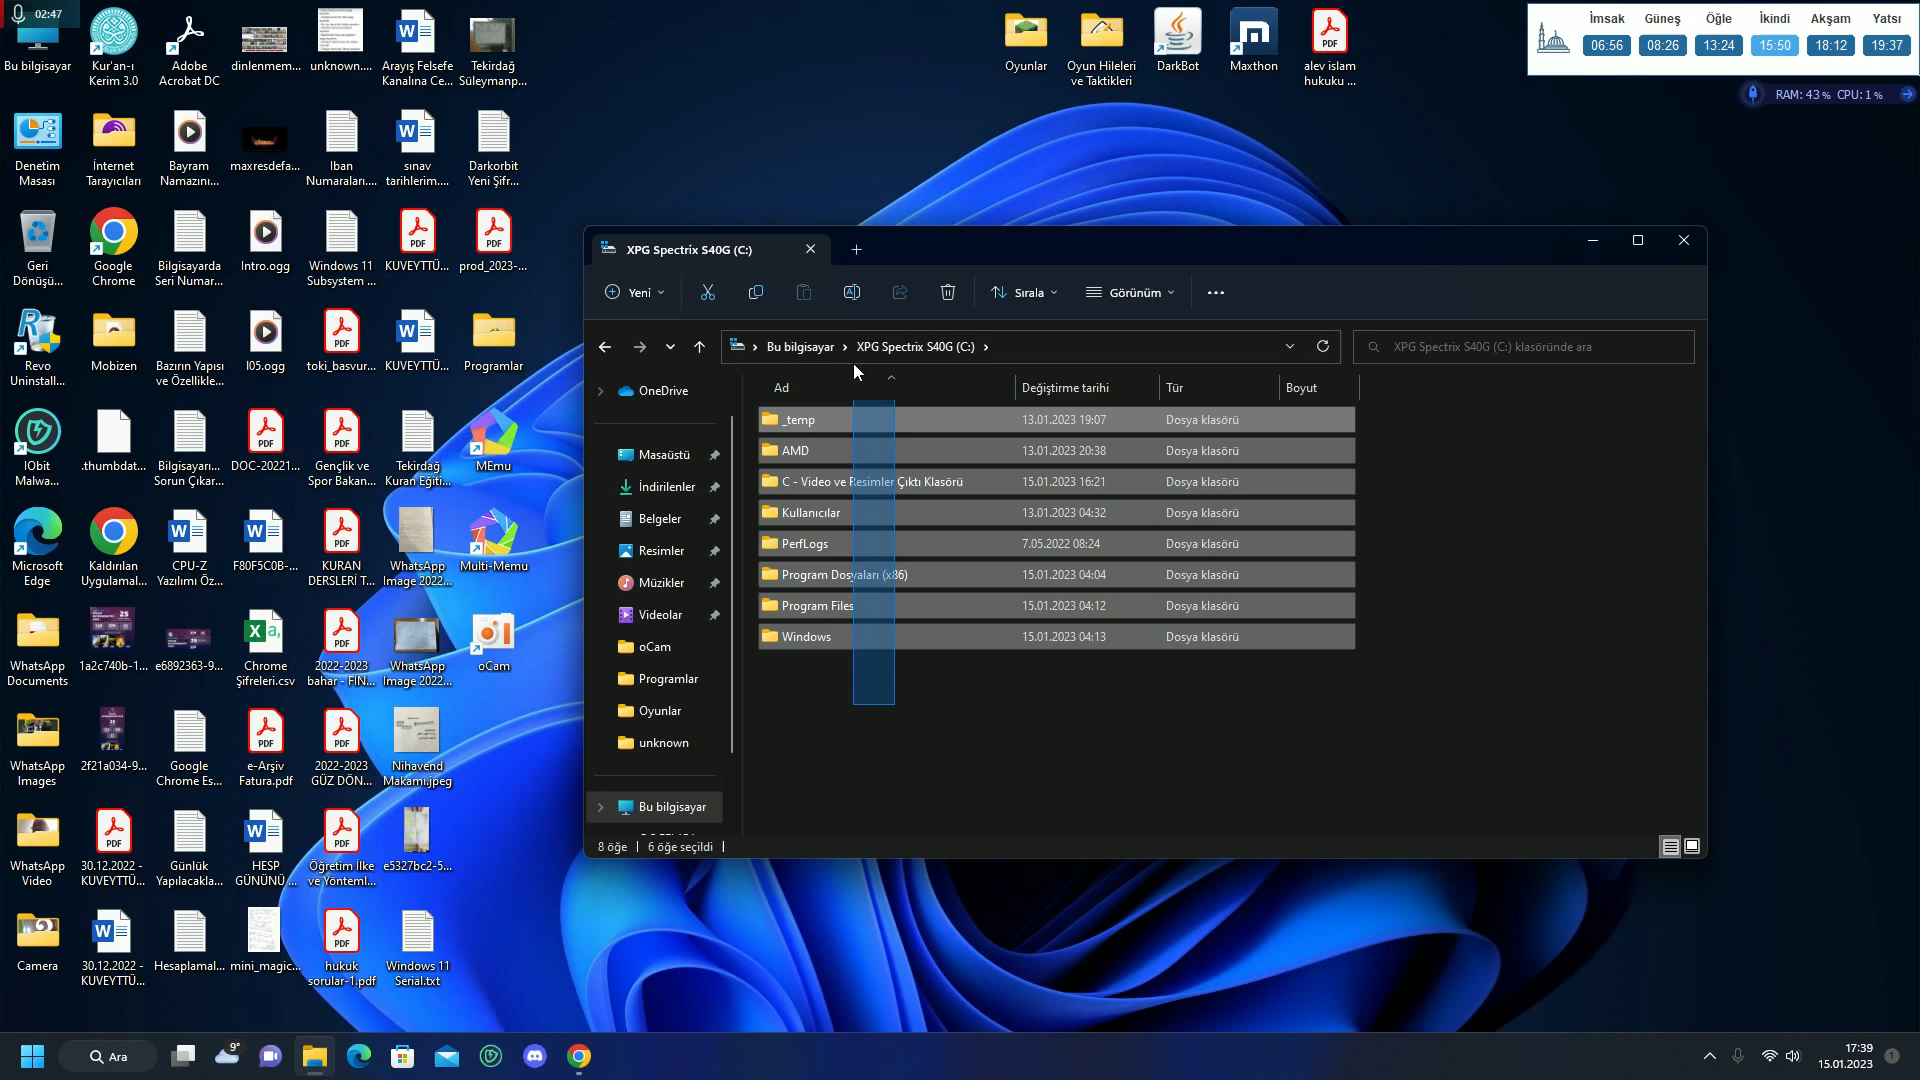 02:47
Bu bilgisayar
Kur'an-ı
Kerim 3.0
Adobe
Acrobat DC
dinlenmem...
unknown....
Arayış Felsefe
Kanalına Ce...
Tekirdağ
Süleymanp...
Oyunlar
Oyun Hileleri
ve Taktikleri
DarkBot
Maxthon
alev islam
hukuku ...
İmsak Güneş Öğle İkindi Akşam Yatsı
06:56 08:26 13:24 15:50 18:12 19:37
RAM: 43 % CPU: 1 %
Denetim
Masası
İnternet
Tarayıcıları
Bayram
Namazını...
maxresdefa...
Iban
Numaraları....
sınav
tarihlerim....
Darkorbit
Yeni Şifr...
Geri
Dönüşü...
Google
Chrome
Bilgisayarda
Seri Numar...
Intro.ogg
Windows 11
Subsystem ...
KUVEYTTÜ...
prod_2023-...
Revo
Uninstall...
Mobizen
Bazırın Yapısı
ve Özellikle...
I05.ogg
toki_basvur...
KUVEYTTÜ...
Programlar
IObit
Malwa...
.thumbdat...
Bilgisayarı...
Sorun Çıkar...
DOC-20221...
Gençlik ve
Spor Bakan...
Tekirdağ
Kuran Eğiti...
MEmu
Microsoft
Edge
Kaldırılan
Uygulamal...
CPU-Z
Yazılımı Öz...
F80F5C0B-...
KURAN
DERSLERİ T...
WhatsApp
Image 2022...
Multi-Memu
WhatsApp
Documents
1a2c740b-1...
e6892363-9...
Chrome
Şifreleri.csv
2022-2023
bahar - FİN...
WhatsApp
Image 2022...
oCam
WhatsApp
Images
2f21a034-9...
Google
Chrome Es...
e-Arşiv
Fatura.pdf
2022-2023
GÜZ DÖN...
Nihavend
Makamı.jpeg
WhatsApp
Video
30.12.2022 -
KUVEYTTÜ...
Günlük
Yapılacakla...
HESP
GÜNÜNÜ ...
Öğretim İlke
ve Yönteml...
e5327bc2-5...
Camera
30.12.2022 -
KUVEYTTÜ...
Hesaplamal...
mini_magic...
hukuk
sorular-1.pdf
Windows 11
Serial.txt
XPG Spectrix S40G (C:)
Yeni
Sırala
Görünüm
Bu bilgisayar
XPG Spectrix S40G (C:)
XPG Spectrix S40G (C:) klasöründe ara
OneDrive
Masaüstü
İndirilenler
Belgeler
Resimler
Müzikler
Videolar
oCam
Programlar
Oyunlar
unknown
Bu bilgisayar
Ad Değiştirme tarihi Tür Boyut
_temp 13.01.2023 19:07 Dosya klasörü
AMD 13.01.2023 20:38 Dosya klasörü
C - Video ve Resimler Çıktı Klasörü 15.01.2023 16:21 Dosya klasörü
Kullanıcılar 13.01.2023 04:32 Dosya klasörü
PerfLogs 7.05.2022 08:24 Dosya klasörü
Program Dosyaları (x86) 15.01.2023 04:04 Dosya klasörü
Program Files 15.01.2023 04:12 Dosya klasörü
Windows 15.01.2023 04:13 Dosya klasörü
8 öğe
6 öğe seçildi
Ara
9°
17:39
15.01.2023
1